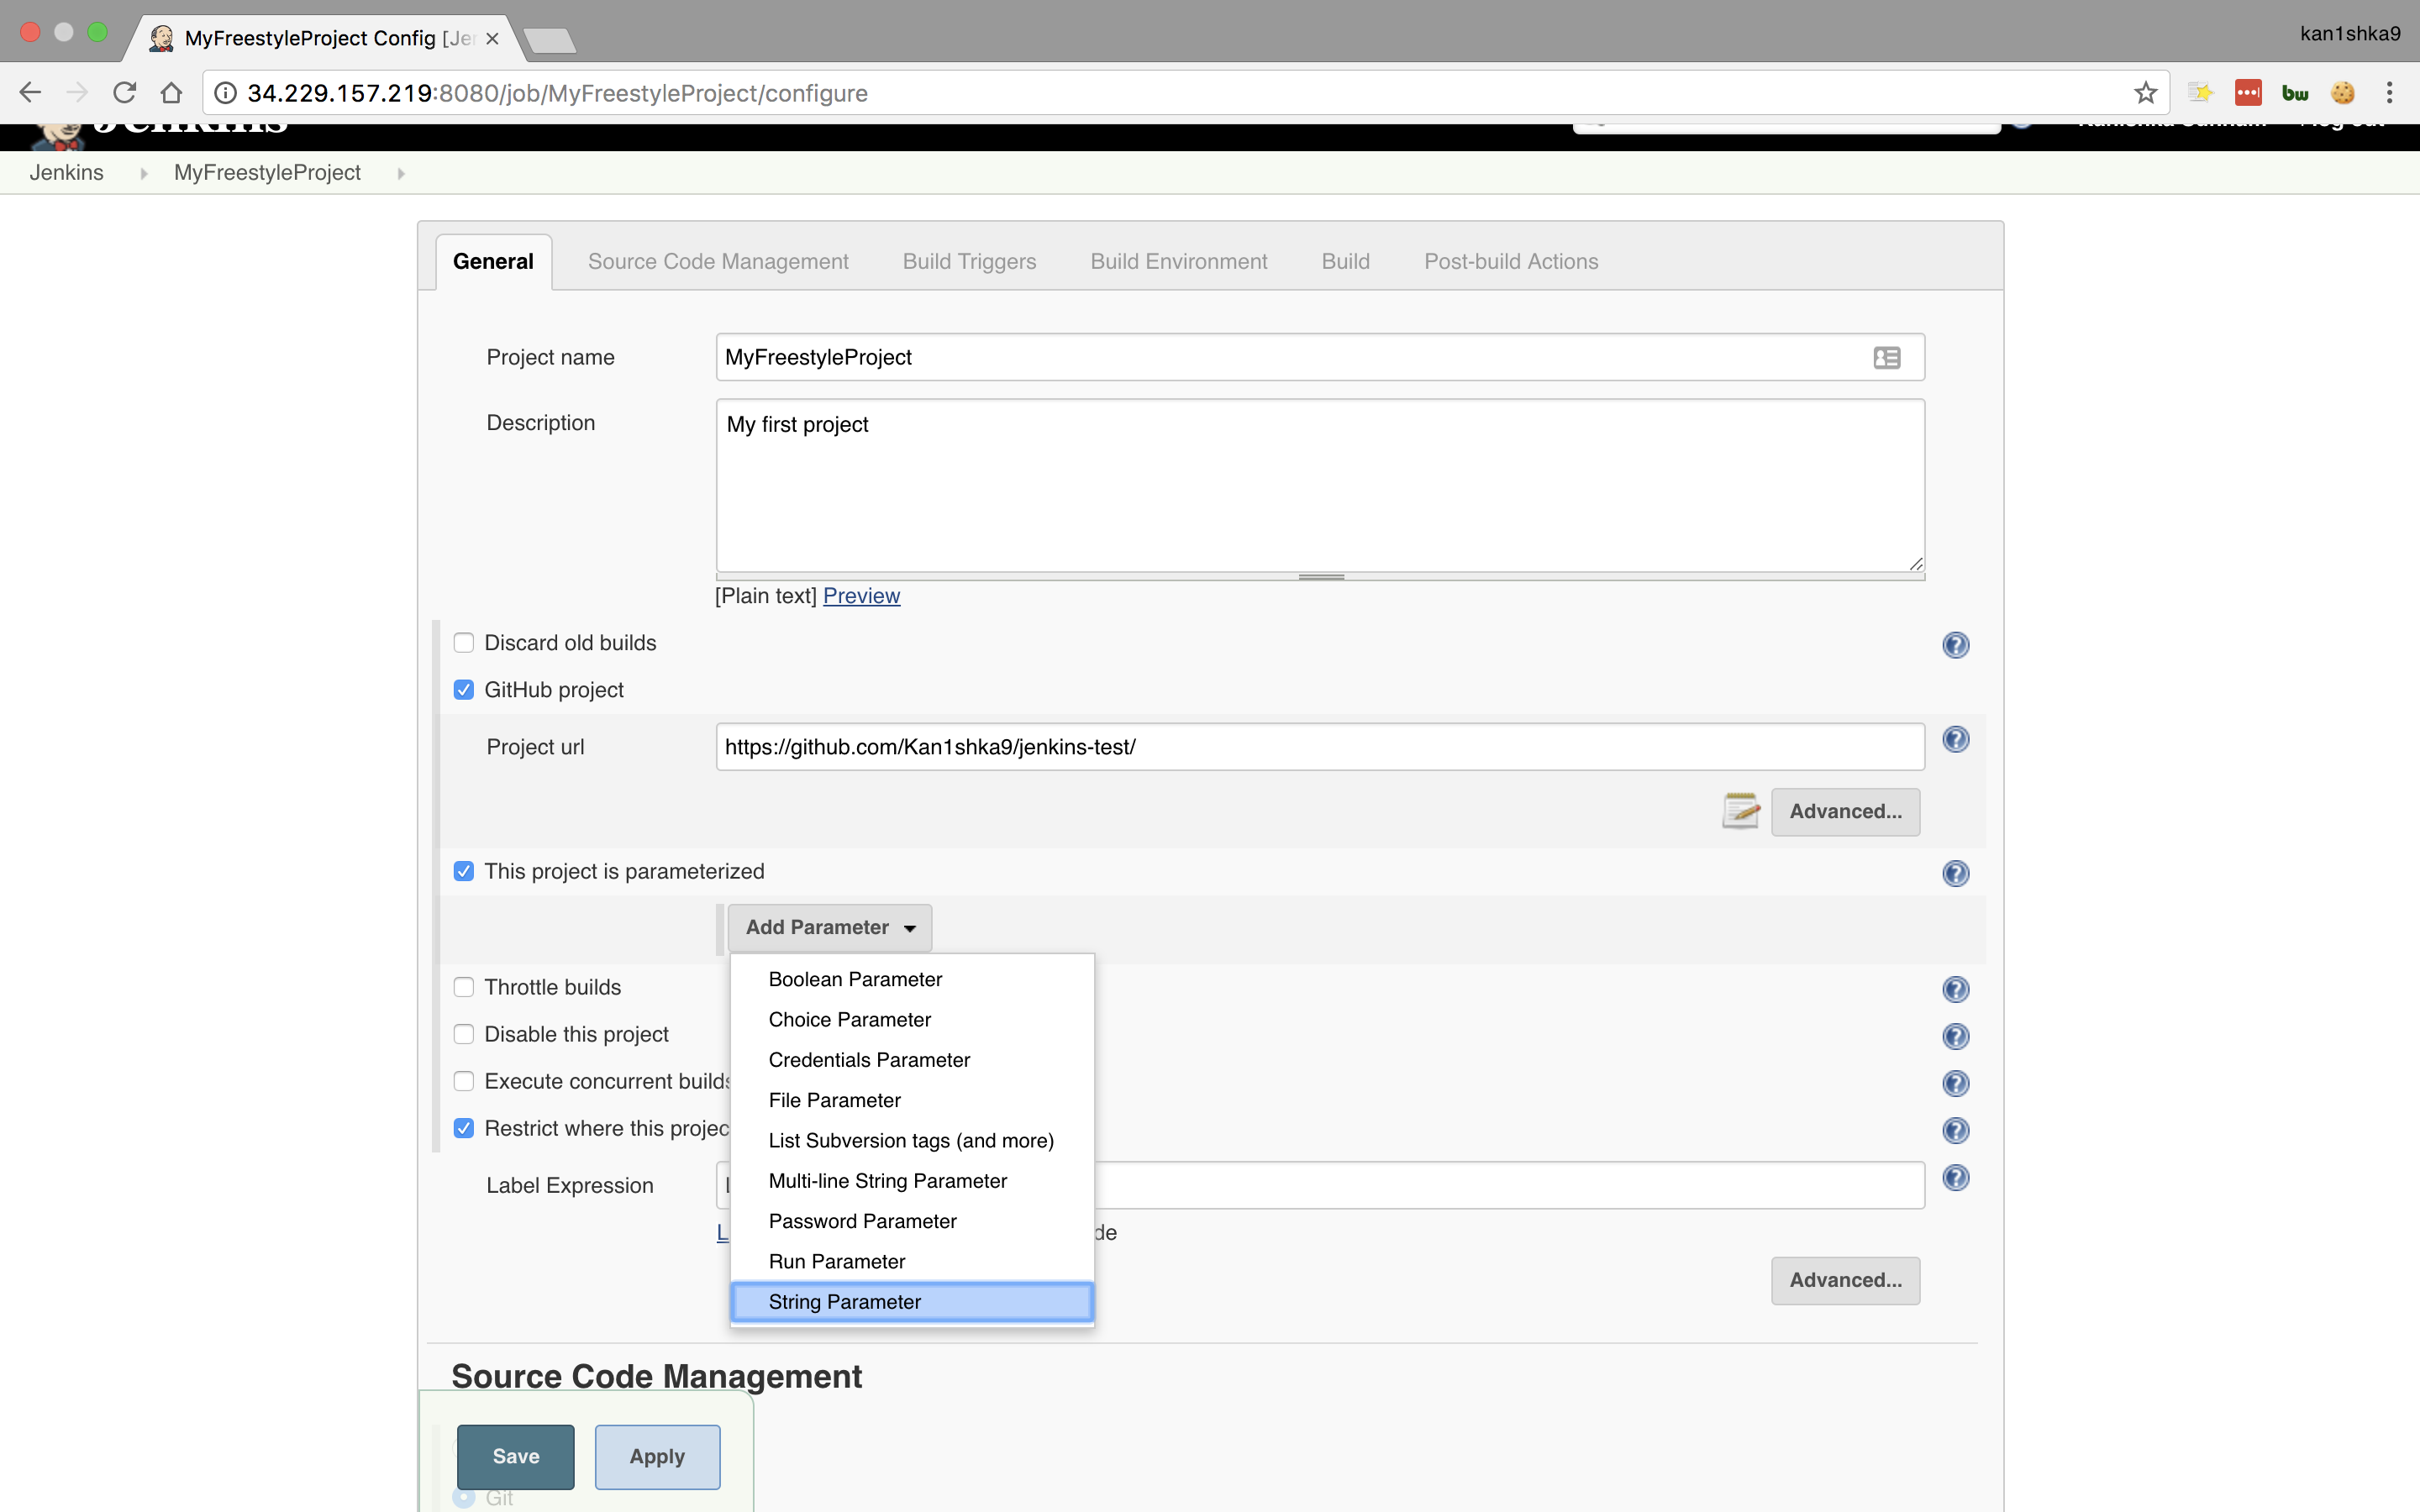 MyFreestyleProject Config [Je
kan1shka9
34.229.157.219:8080/job/MyFreestyleProject/configure
bw
Jenkins
Jenkins MyFreestyleProject
General Source Code Management Build Triggers Build Environment Build Post-build Actions
Project name MyFreestyleProject
Description My first project
[Plain text] Preview
Discard old builds
GitHub project
Project url https://github.com/Kan1shka9/jenkins-test/
Advanced...
This project is parameterized
Add Parameter
Boolean Parameter
Throttle builds
Choice Parameter
Disable this project
Credentials Parameter
Execute concurrent builds
File Parameter
Restrict where this projec
List Subversion tags (and more)
Multi-line String Parameter
Label Expression
Password Parameter
L de
Run Parameter
Advanced...
String Parameter
Source Code Management
Save Apply
Git